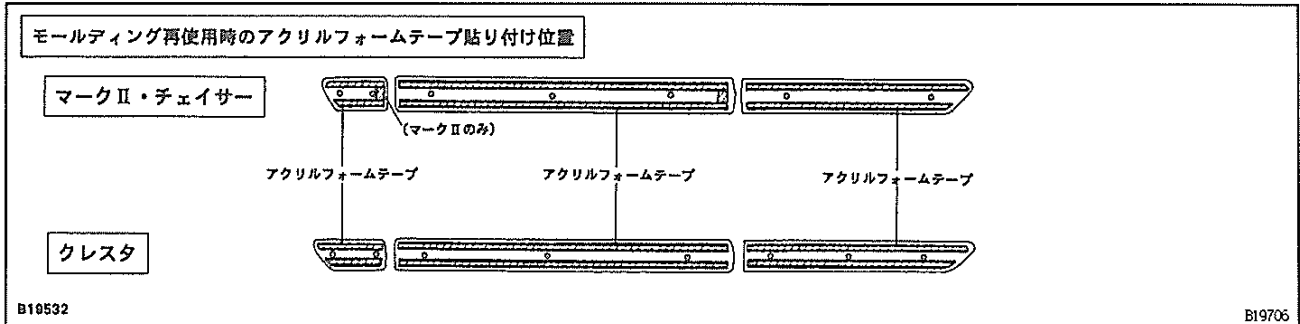 モールディング再使用時のアクリルフォームテープ貼り付け位置
マークⅡ・チェイサー
(マークⅡのみ)
アクリルフォームテープ
アクリルフォームテープ
アクリルフォームテープ
クレスタ
B19532
B19706